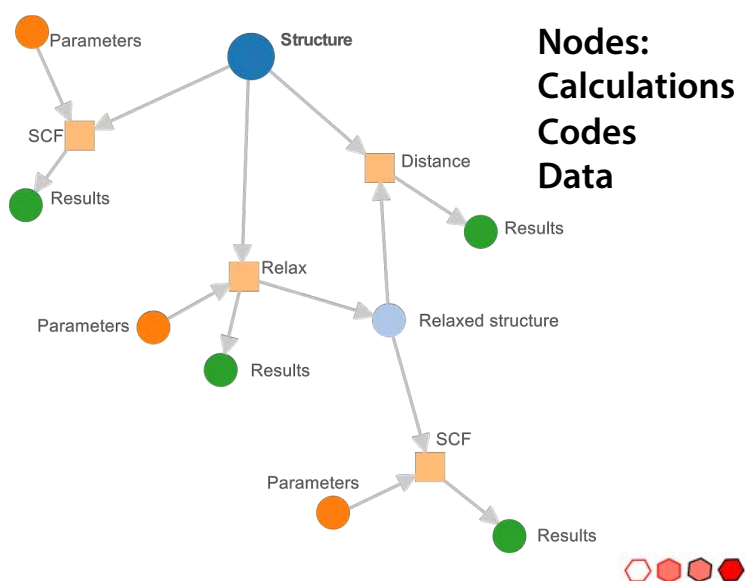 Parameters
Structure
Nodes:
Calculations
Codes
Data
SCF
Distance
Results
Results
Relax
Parameters
Relaxed structure
Results
SCF
Parameters
Results